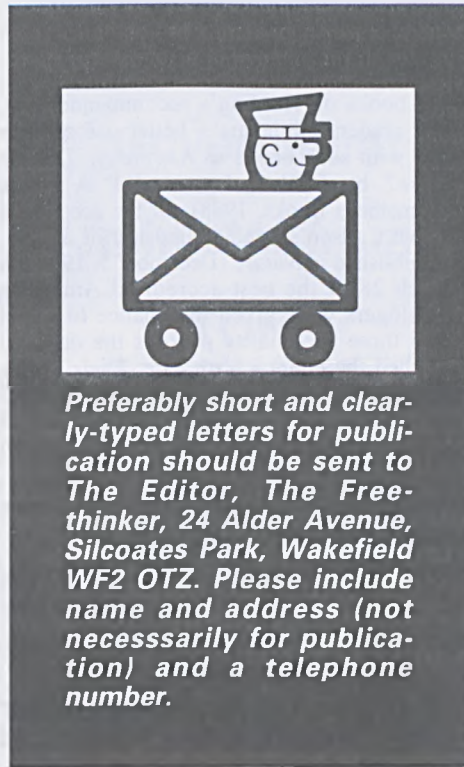 Preferably short and clear-
ly-typed letters for publi-
cation should be sent to
The Editor, The Free-
thinker, 24 Alder Avenue,
Silcoates Park, Wakefield
WF2 OTZ. Please include
name and address (not
necesssarily for publica-
tion) and a telephone
number.